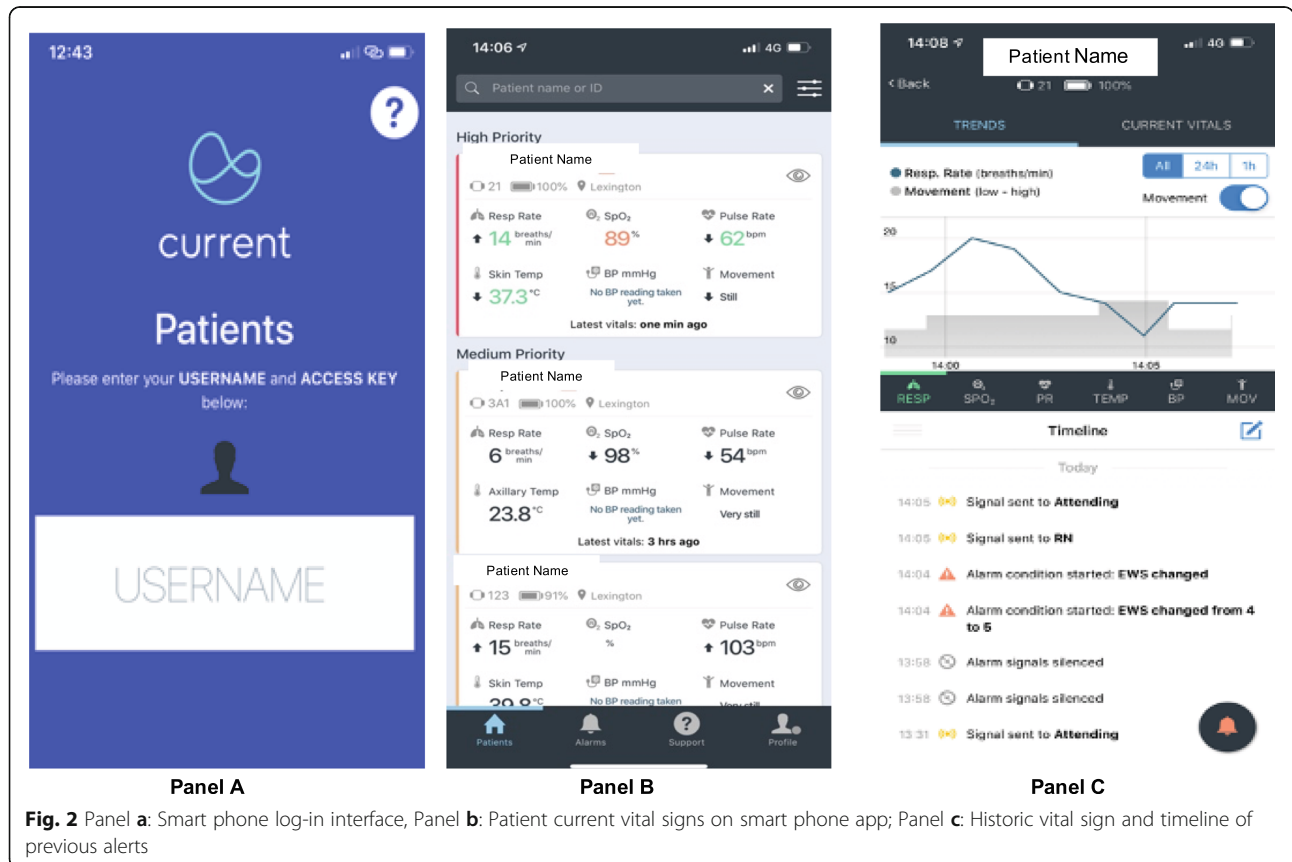 12:43
?
current
Patients
Please enter your USERNAME and ACCESS KEY
below:
USERNAME
Panel A
14:06
4G
Patient name or ID
High Priority
Patient Name
21 100% Lexington
Resp Rate SpO₂ Pulse Rate
14 breaths/min 89% 62 bpm
Skin Temp BP mmHg Movement
37.3 °C No BP reading taken yet. Still
Latest vitals: one min ago
Medium Priority
Patient Name
3A1 100% Lexington
Resp Rate SpO₂ Pulse Rate
6 breaths/min 98% 54 bpm
Axillary Temp BP mmHg Movement
23.8 °C No BP reading taken yet. Very still
Latest vitals: 3 hrs ago
Patient Name
123 91% Lexington
Resp Rate SpO₂ Pulse Rate
15 breaths/min % 103 bpm
Skin Temp BP mmHg Movement
No BP reading taken
Patients Alarms Support Profile
Panel B
14:08 4G
Patient Name
<Back 21 100%
TRENDS CURRENT VITALS
Resp. Rate (breaths/min) All 24h 1h
Movement (low - high) Movement
20
15
10
14:00 14:05
RESP SPO₂ PR TEMP BP MOV
Timeline
Today
14:05 Signal sent to Attending
14:05 Signal sent to RN
14:04 Alarm condition started: EWS changed
14:04 Alarm condition started: EWS changed from 4
to 5
13:58 Alarm signals silenced
13:58 Alarm signals silenced
13:31 Signal sent to Attending
Panel C
Fig. 2 Panel a: Smart phone log-in interface, Panel b: Patient current vital signs on smart phone app; Panel c: Historic vital sign and timeline of
previous alerts